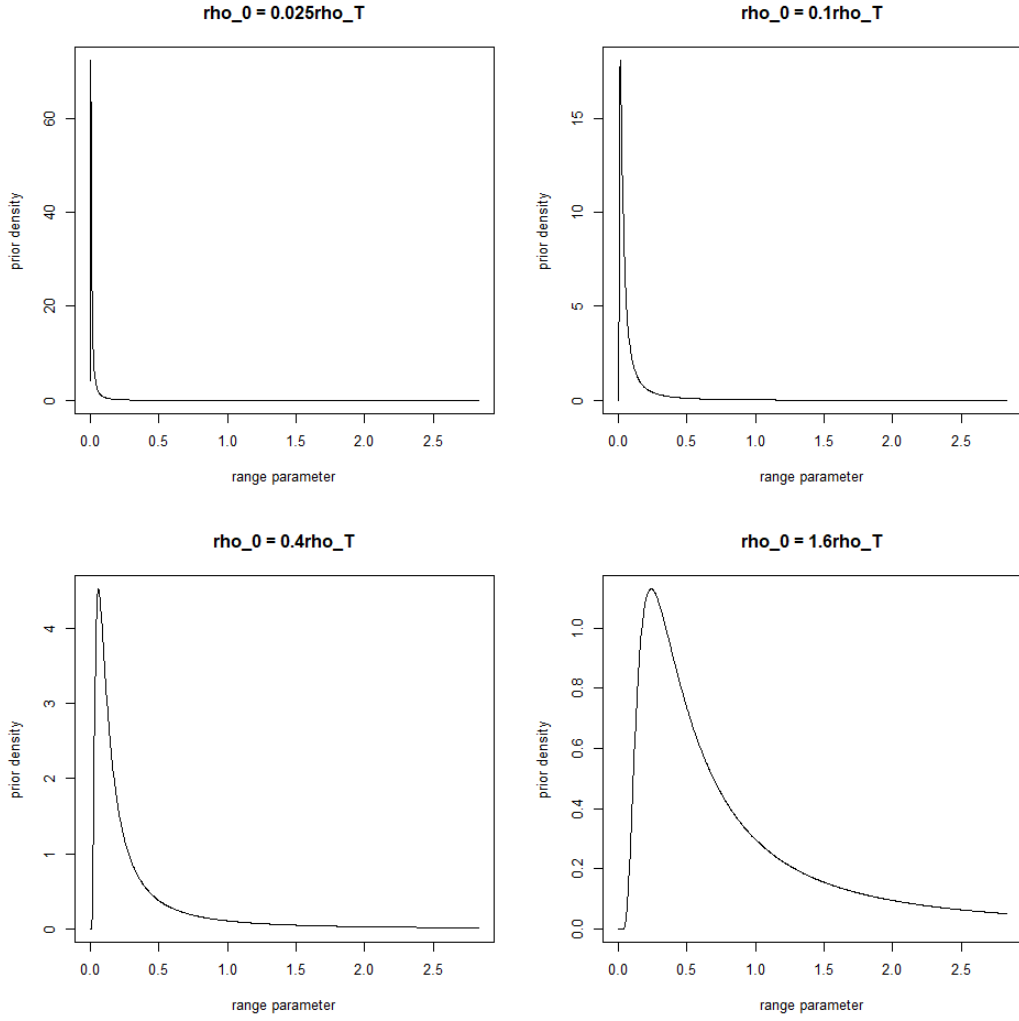 rho_0 = 0.025rho_T
prior density
0
20
40
60
0.0 0.5 1.0 1.5 2.0 2.5
range parameter
rho_0 = 0.1rho_T
prior density
0
5
10
15
0.0 0.5 1.0 1.5 2.0 2.5
range parameter
rho_0 = 0.4rho_T
prior density
0
1
2
3
4
0.0 0.5 1.0 1.5 2.0 2.5
range parameter
rho_0 = 1.6rho_T
prior density
0.0
0.2
0.4
0.6
0.8
1.0
0.0 0.5 1.0 1.5 2.0 2.5
range parameter